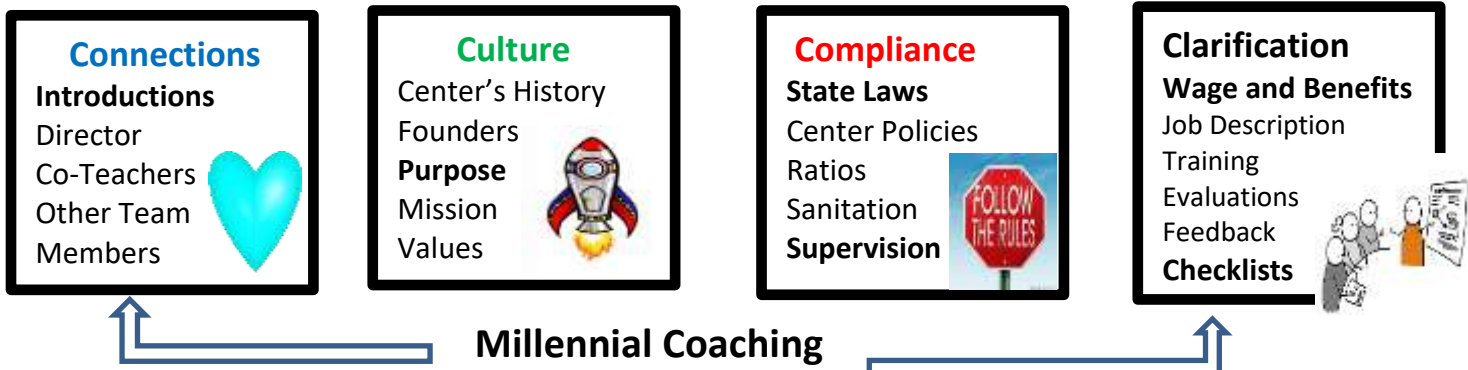 Connections
Introductions
Director
Co-Teachers
Other Team
Members
Culture
Center’s History
Founders
Purpose
Mission
Values
Compliance
State Laws
Center Policies
Ratios
Sanitation
Supervision
FOLLOW
THE RULES
Clarification
Wage and Benefits
Job Description
Training
Evaluations
Feedback
Checklists
Millennial Coaching